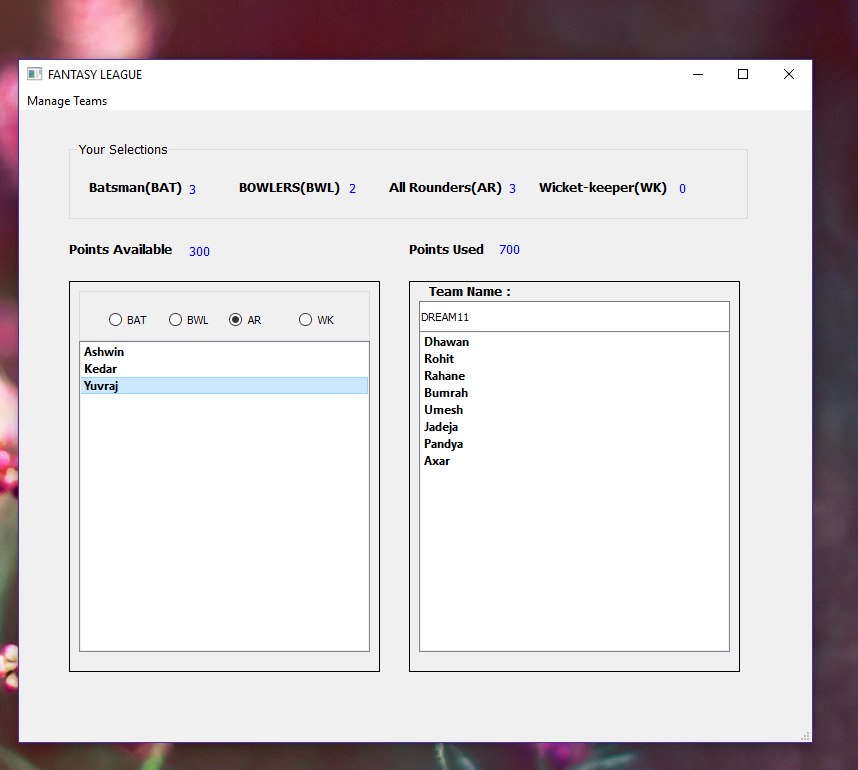 FANTASY LEAGUE
Manage Teams
Your Selections
Batsman(BAT) 3 BOWLERS(BWL) 2 All Rounders(AR) 3 Wicket-keeper(WK) 0
Points Available 300 Points Used 700
BAT BWL AR WK
Ashwin
Kedar
Yuvraj
Team Name :
DREAM11
Dhawan
Rohit
Rahane
Bumrah
Umesh
Jadeja
Pandya
Axar